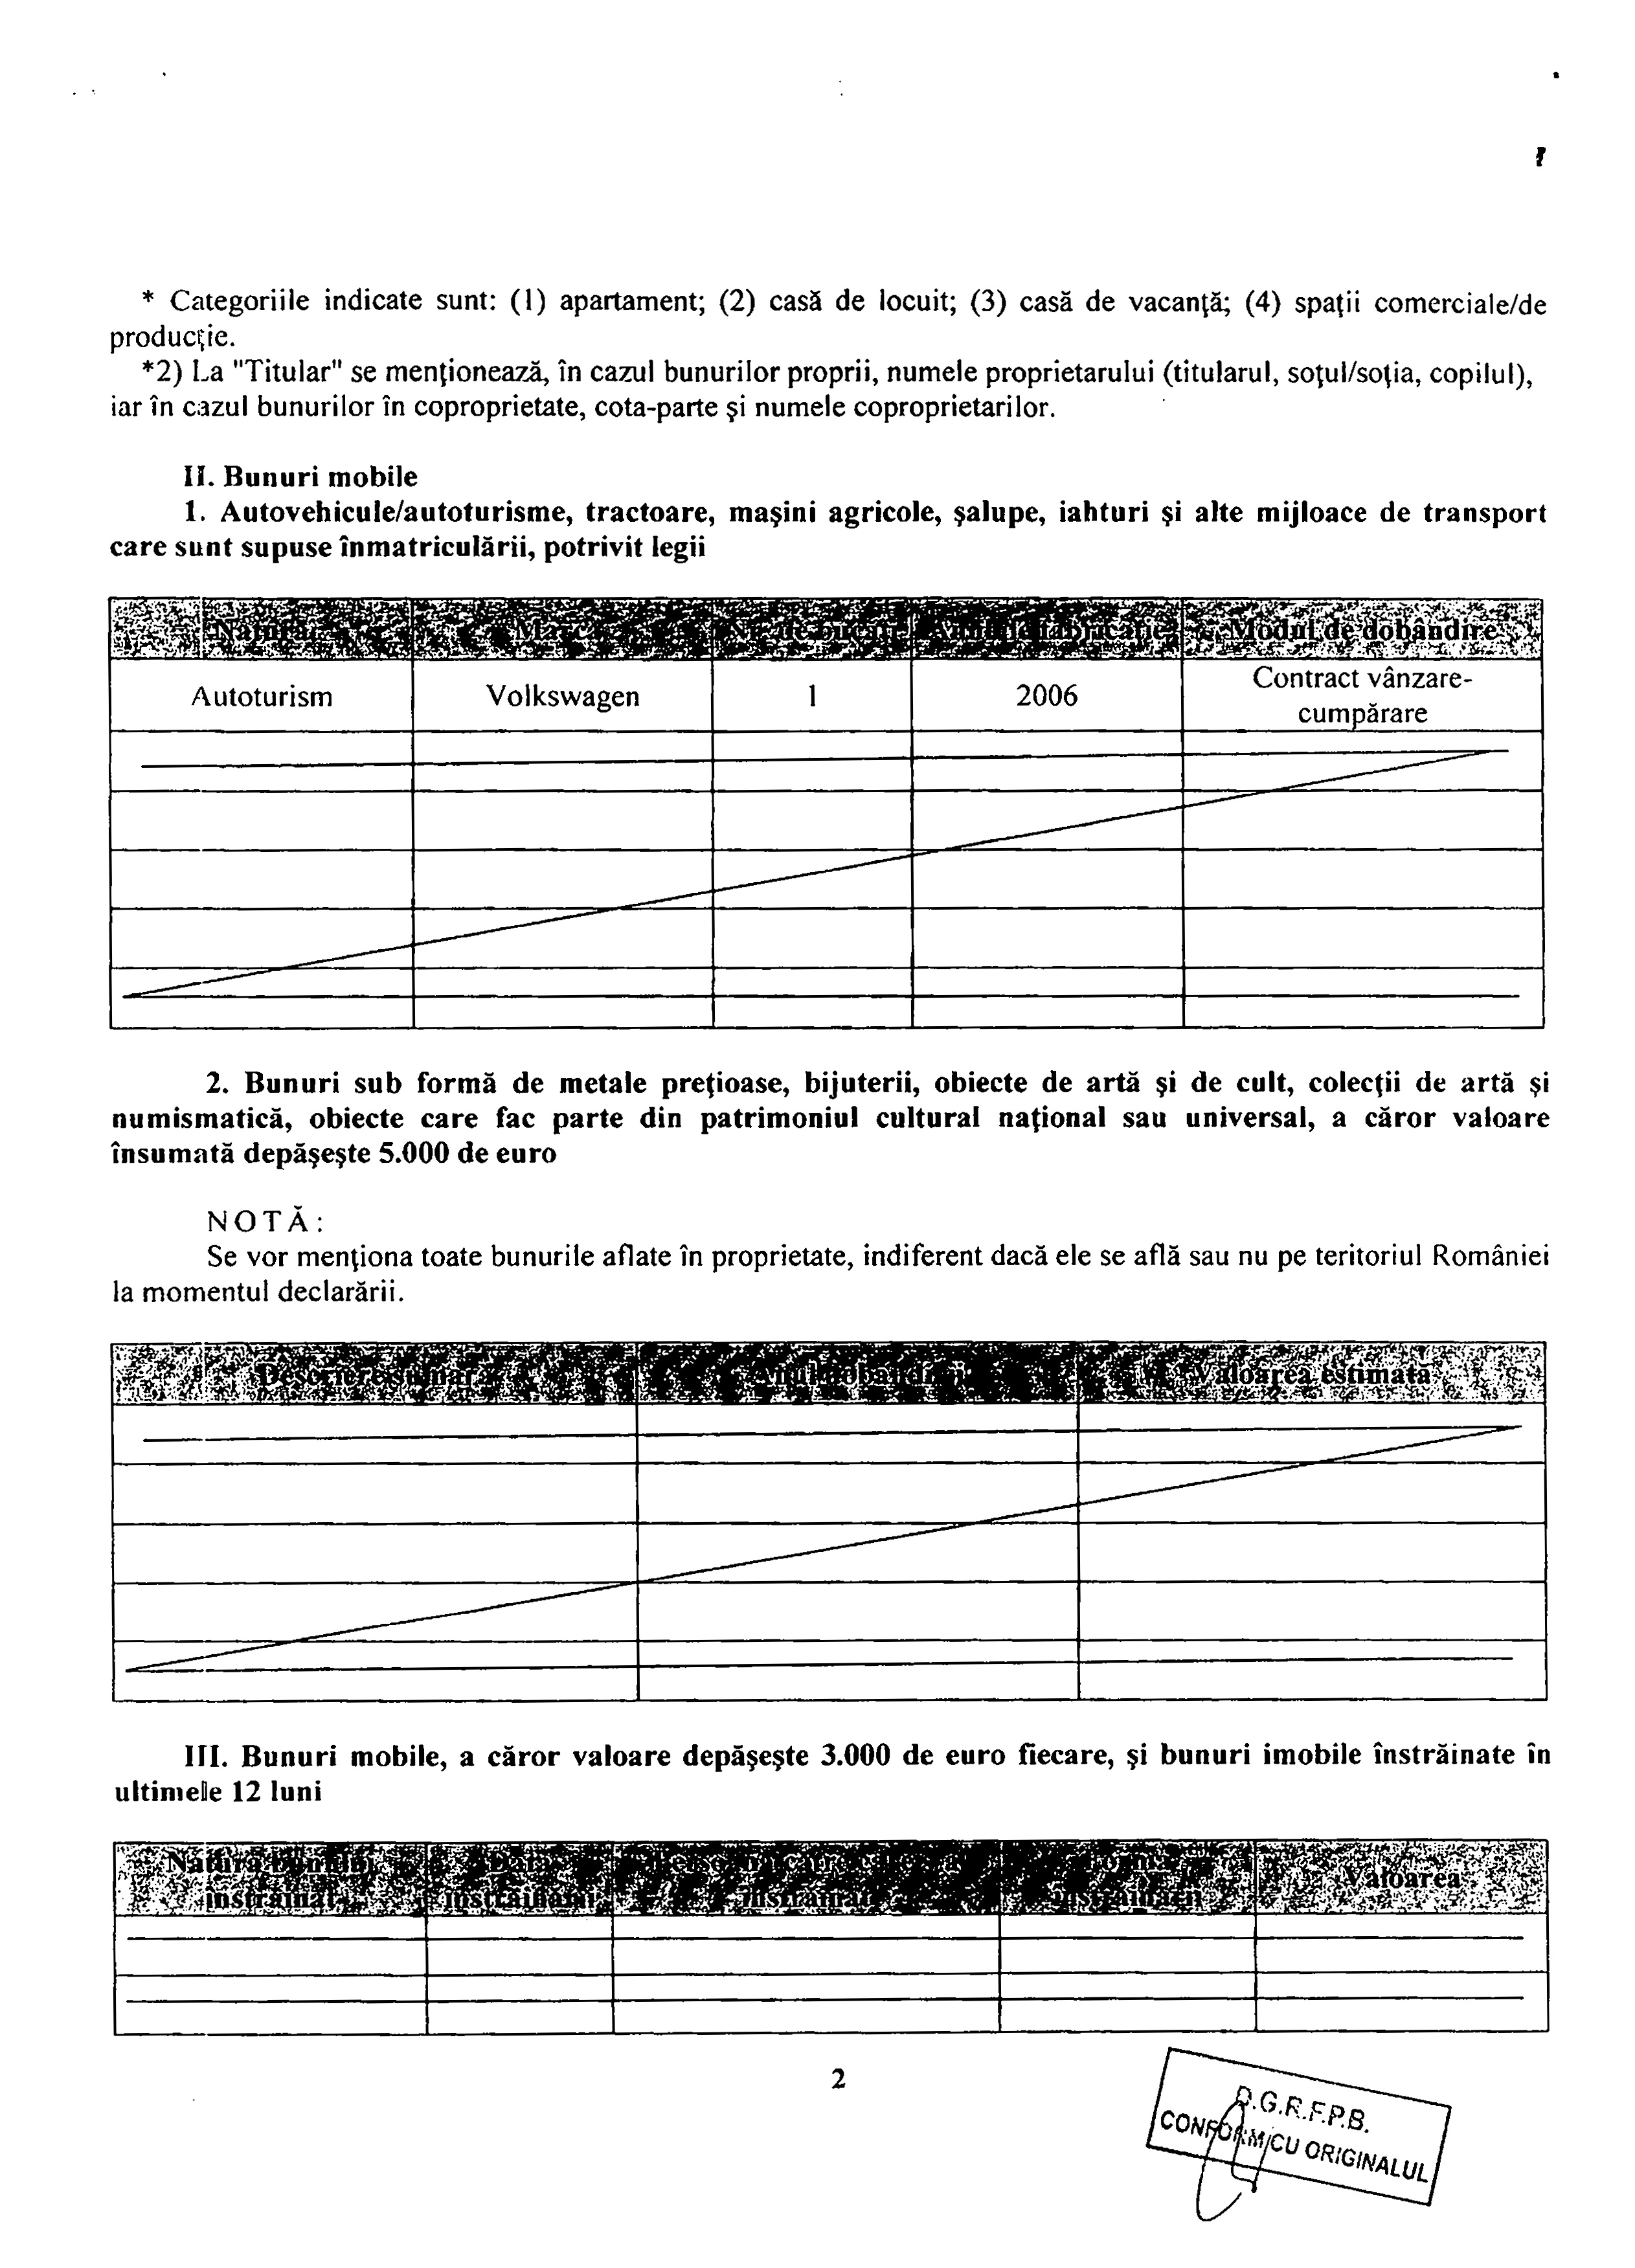 * Categoriile indicate sunt: (1) apartament; (2) casă de locuit; (3) casă de vacanţă; (4) spaţii comerciale/de
producţie.
*2) La "Titular" se menţionează, în cazul bunurilor proprii, numele proprietarului (titularul, soţul/soţia, copilul),
iar în cazul bunurilor în coproprietate, cota-parte şi numele coproprietarilor.
II. Bunuri mobile
1. Autovehicule/autoturisme, tractoare, maşini agricole, şalupe, iahturi şi alte mijloace de transport
care sunt supuse înmatriculării, potrivit legii
Natura Marca Nr. de bucăţi Anul de fabricaţie Modul de dobândire
Autoturism Volkswagen 1 2006 Contract vânzare-
cumpărare
2. Bunuri sub formă de metale preţioase, bijuterii, obiecte de artă şi de cult, colecţii de artă şi
numismatică, obiecte care fac parte din patrimoniul cultural naţional sau universal, a căror valoare
însumată depăşeşte 5.000 de euro
NOTĂ:
Se vor menţiona toate bunurile aflate în proprietate, indiferent dacă ele se află sau nu pe teritoriul României
la momentul declarării.
Descriere sumară Anul dobândirii Valoarea estimată
III. Bunuri mobile, a căror valoare depăşeşte 3.000 de euro fiecare, şi bunuri imobile înstrăinate în
ultimele 12 luni
Natura bunului Data Forma Valoarea
înstrăinat înstrăinării înstrăinat înstrăinării
2
D.G.R.F.P.B.
CONFORM CU ORIGINALUL